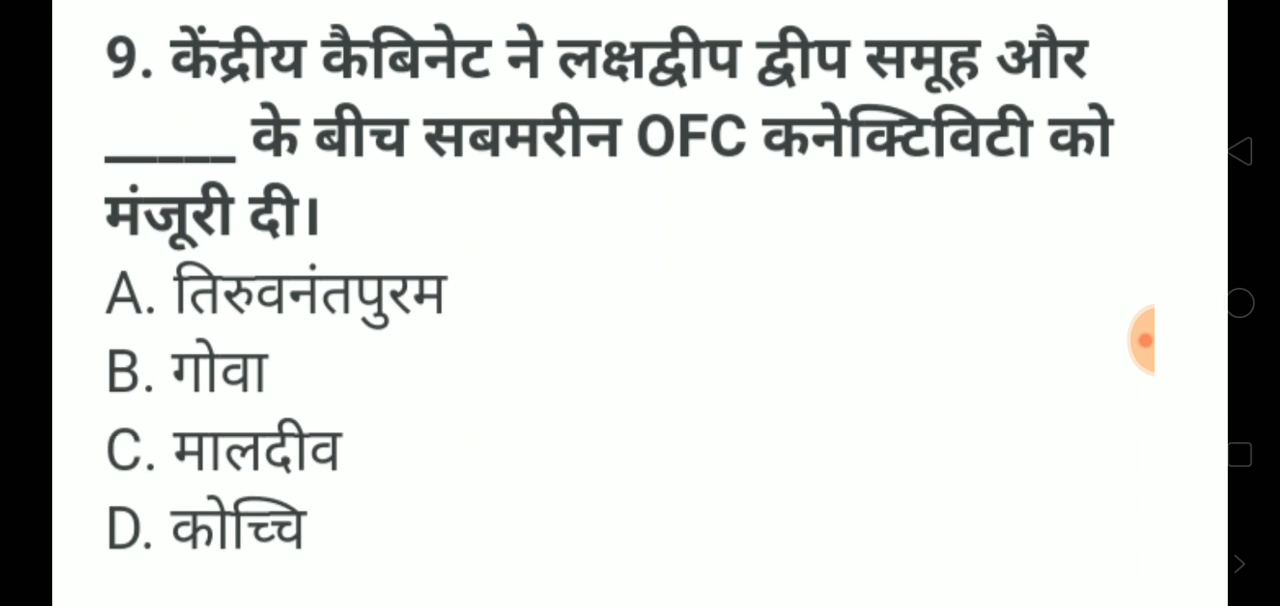 9. केंद्रीय कैबिनेट ने लक्षद्वीप द्वीप समूह और
_____ के बीच सबमरीन OFC कनेक्टिविटी को
मंजूरी दी।
A. तिरुवनंतपुरम
B. गोवा
C. मालदीव
D. कोच्चि